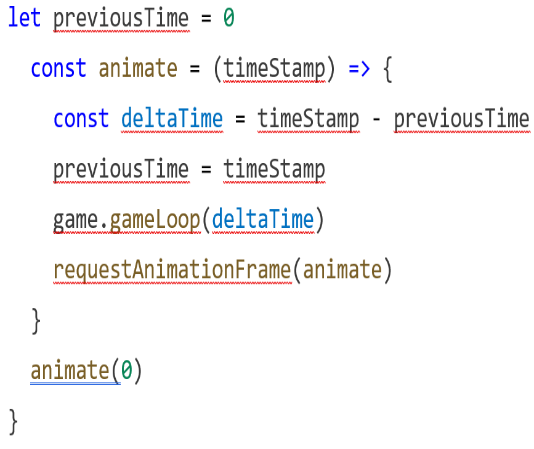 let previousTime = 0
const animate = (timeStamp) => {
const deltaTime = timeStamp - previousTime
previousTime = timeStamp
game.gameLoop(deltaTime)
requestAnimationFrame(animate)
}
animate(0)
}